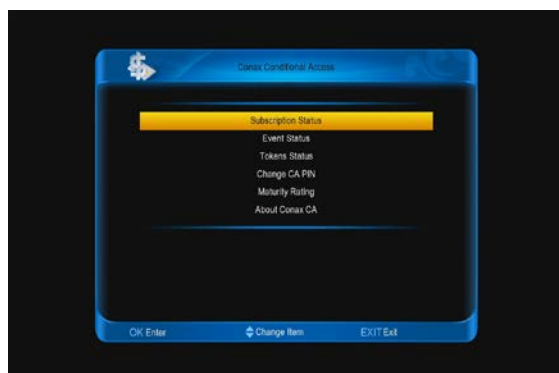 Conax Conditional Access
Subscription Status
Event Status
Tokens Status
Change CA PIN
Maturity Rating
About Conax CA
OK Enter Change Item EXIT Exit